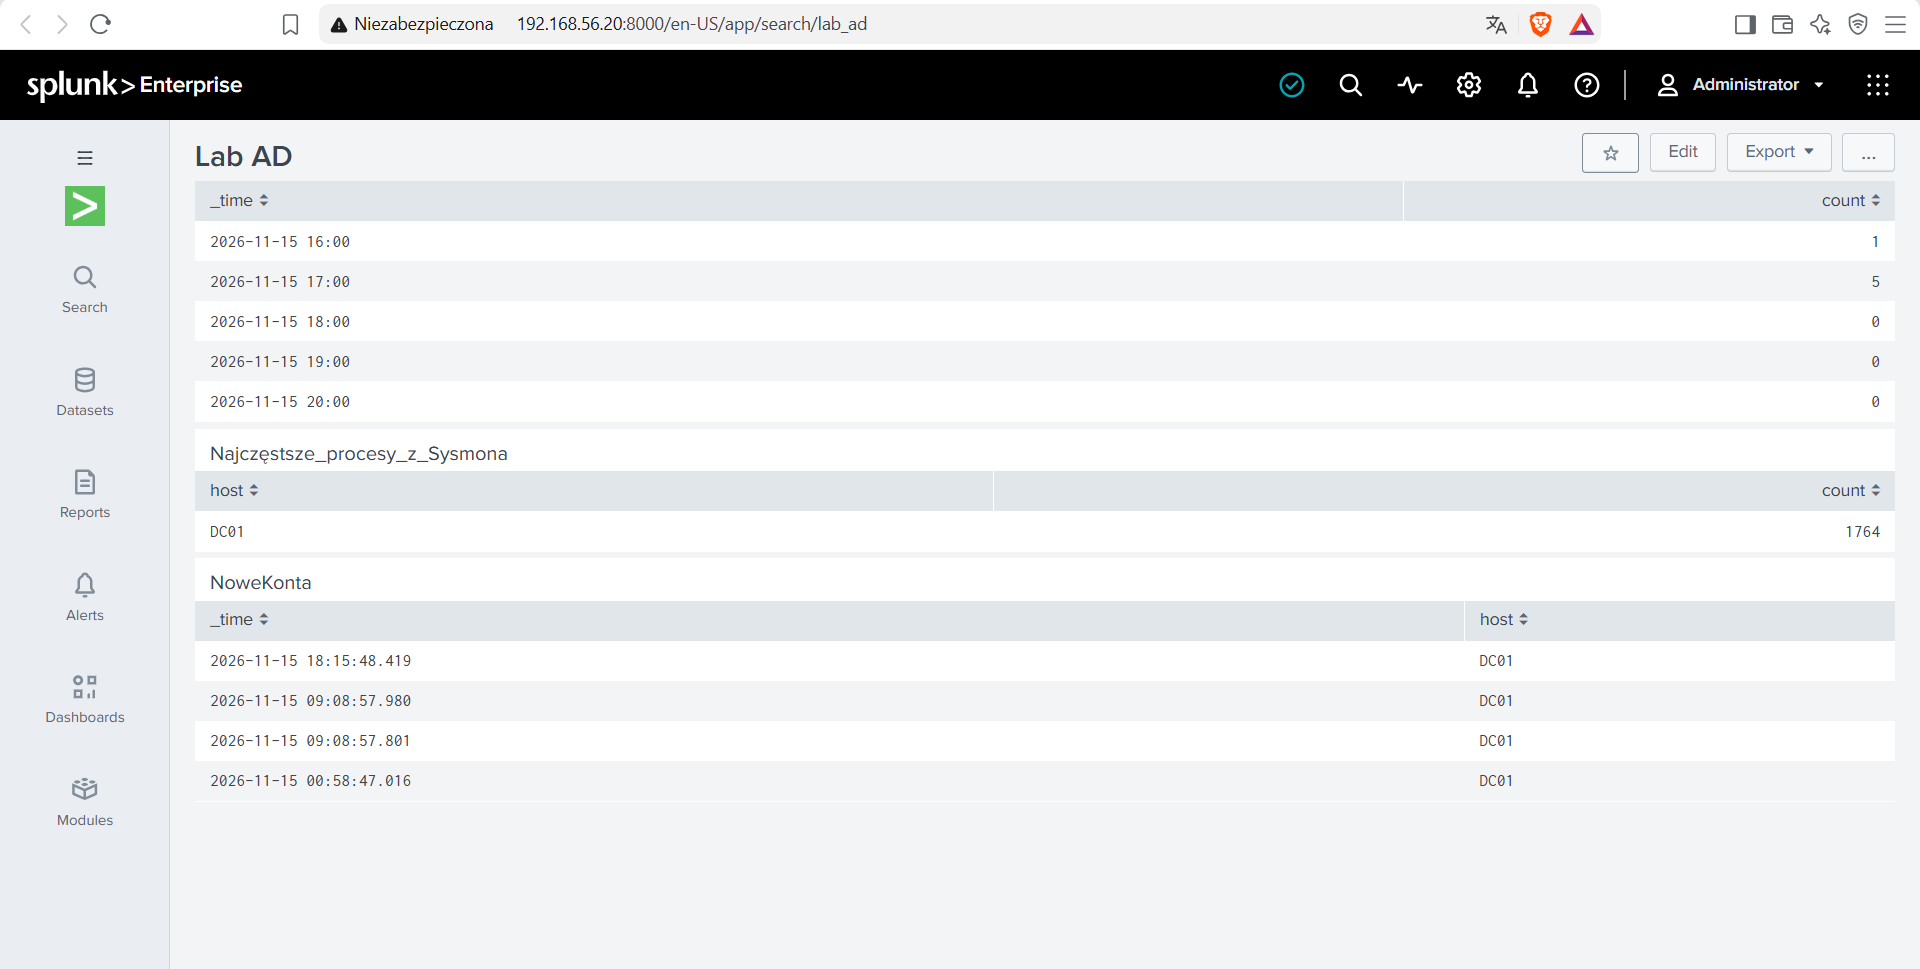 Niezabezpieczona 192.168.56.20:8000/en-US/app/search/lab_ad
splunk> Enterprise
Administrator
Lab AD
Edit
Export
...
Search
Datasets
Reports
Alerts
Dashboards
Modules
_time count
2026-11-15 16:00 1
2026-11-15 17:00 5
2026-11-15 18:00 0
2026-11-15 19:00 0
2026-11-15 20:00 0
Najczęstsze_procesy_z_Sysmona
host count
DC01 1764
NoweKonta
_time host
2026-11-15 18:15:48.419 DC01
2026-11-15 09:08:57.980 DC01
2026-11-15 09:08:57.801 DC01
2026-11-15 00:58:47.016 DC01